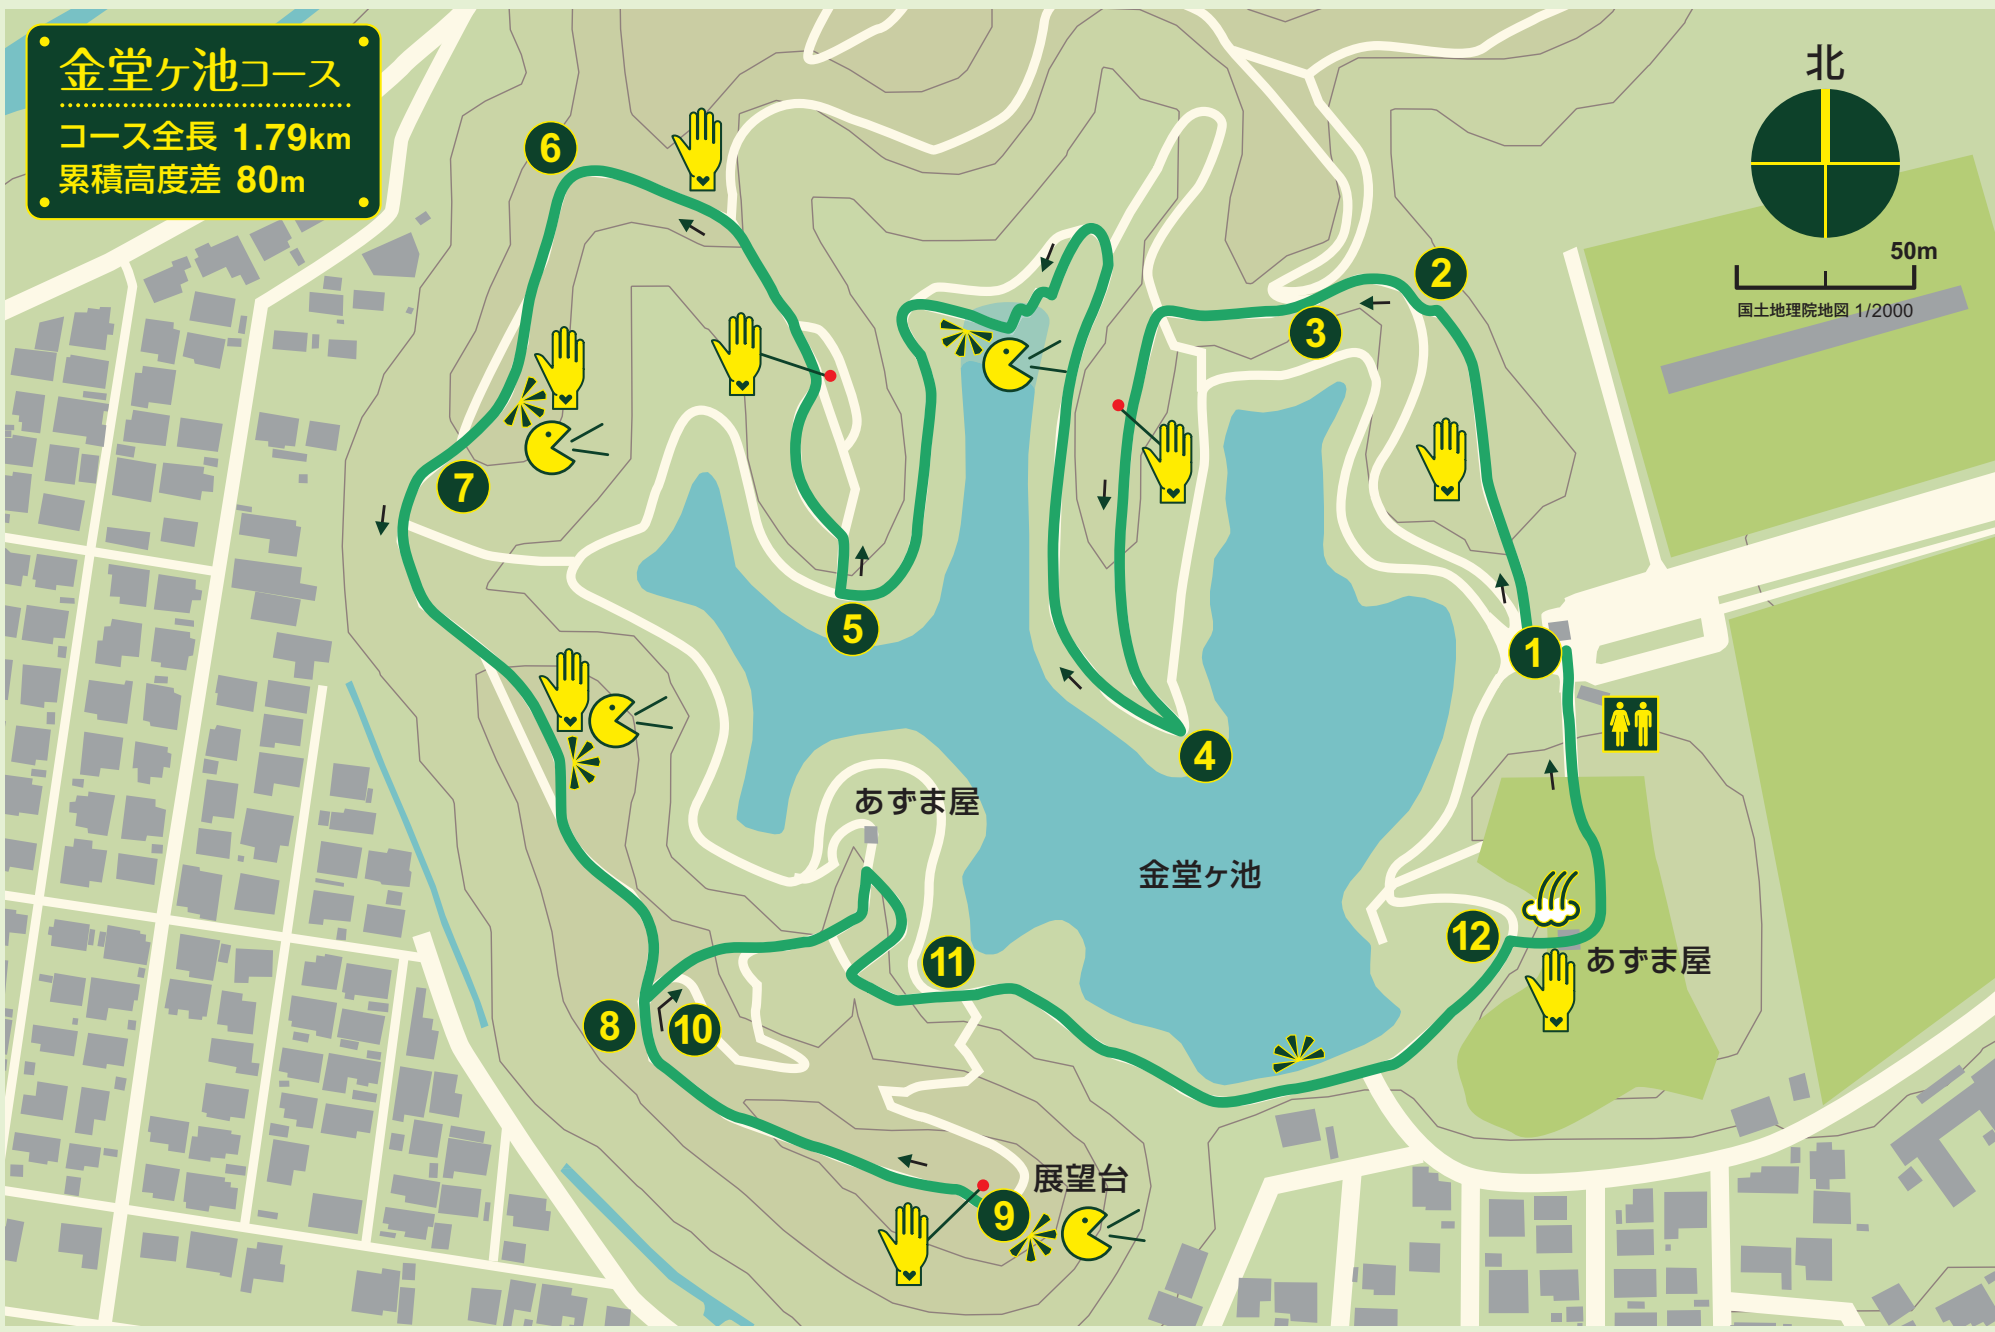 金堂ヶ池コース
コース全長 1.79km
累積高度差 80m
北
50m
国土地理院地図 1/2000
6
2
3
7
5
1
4
あずま屋
金堂ヶ池
12
あずま屋
11
8
10
展望台
9